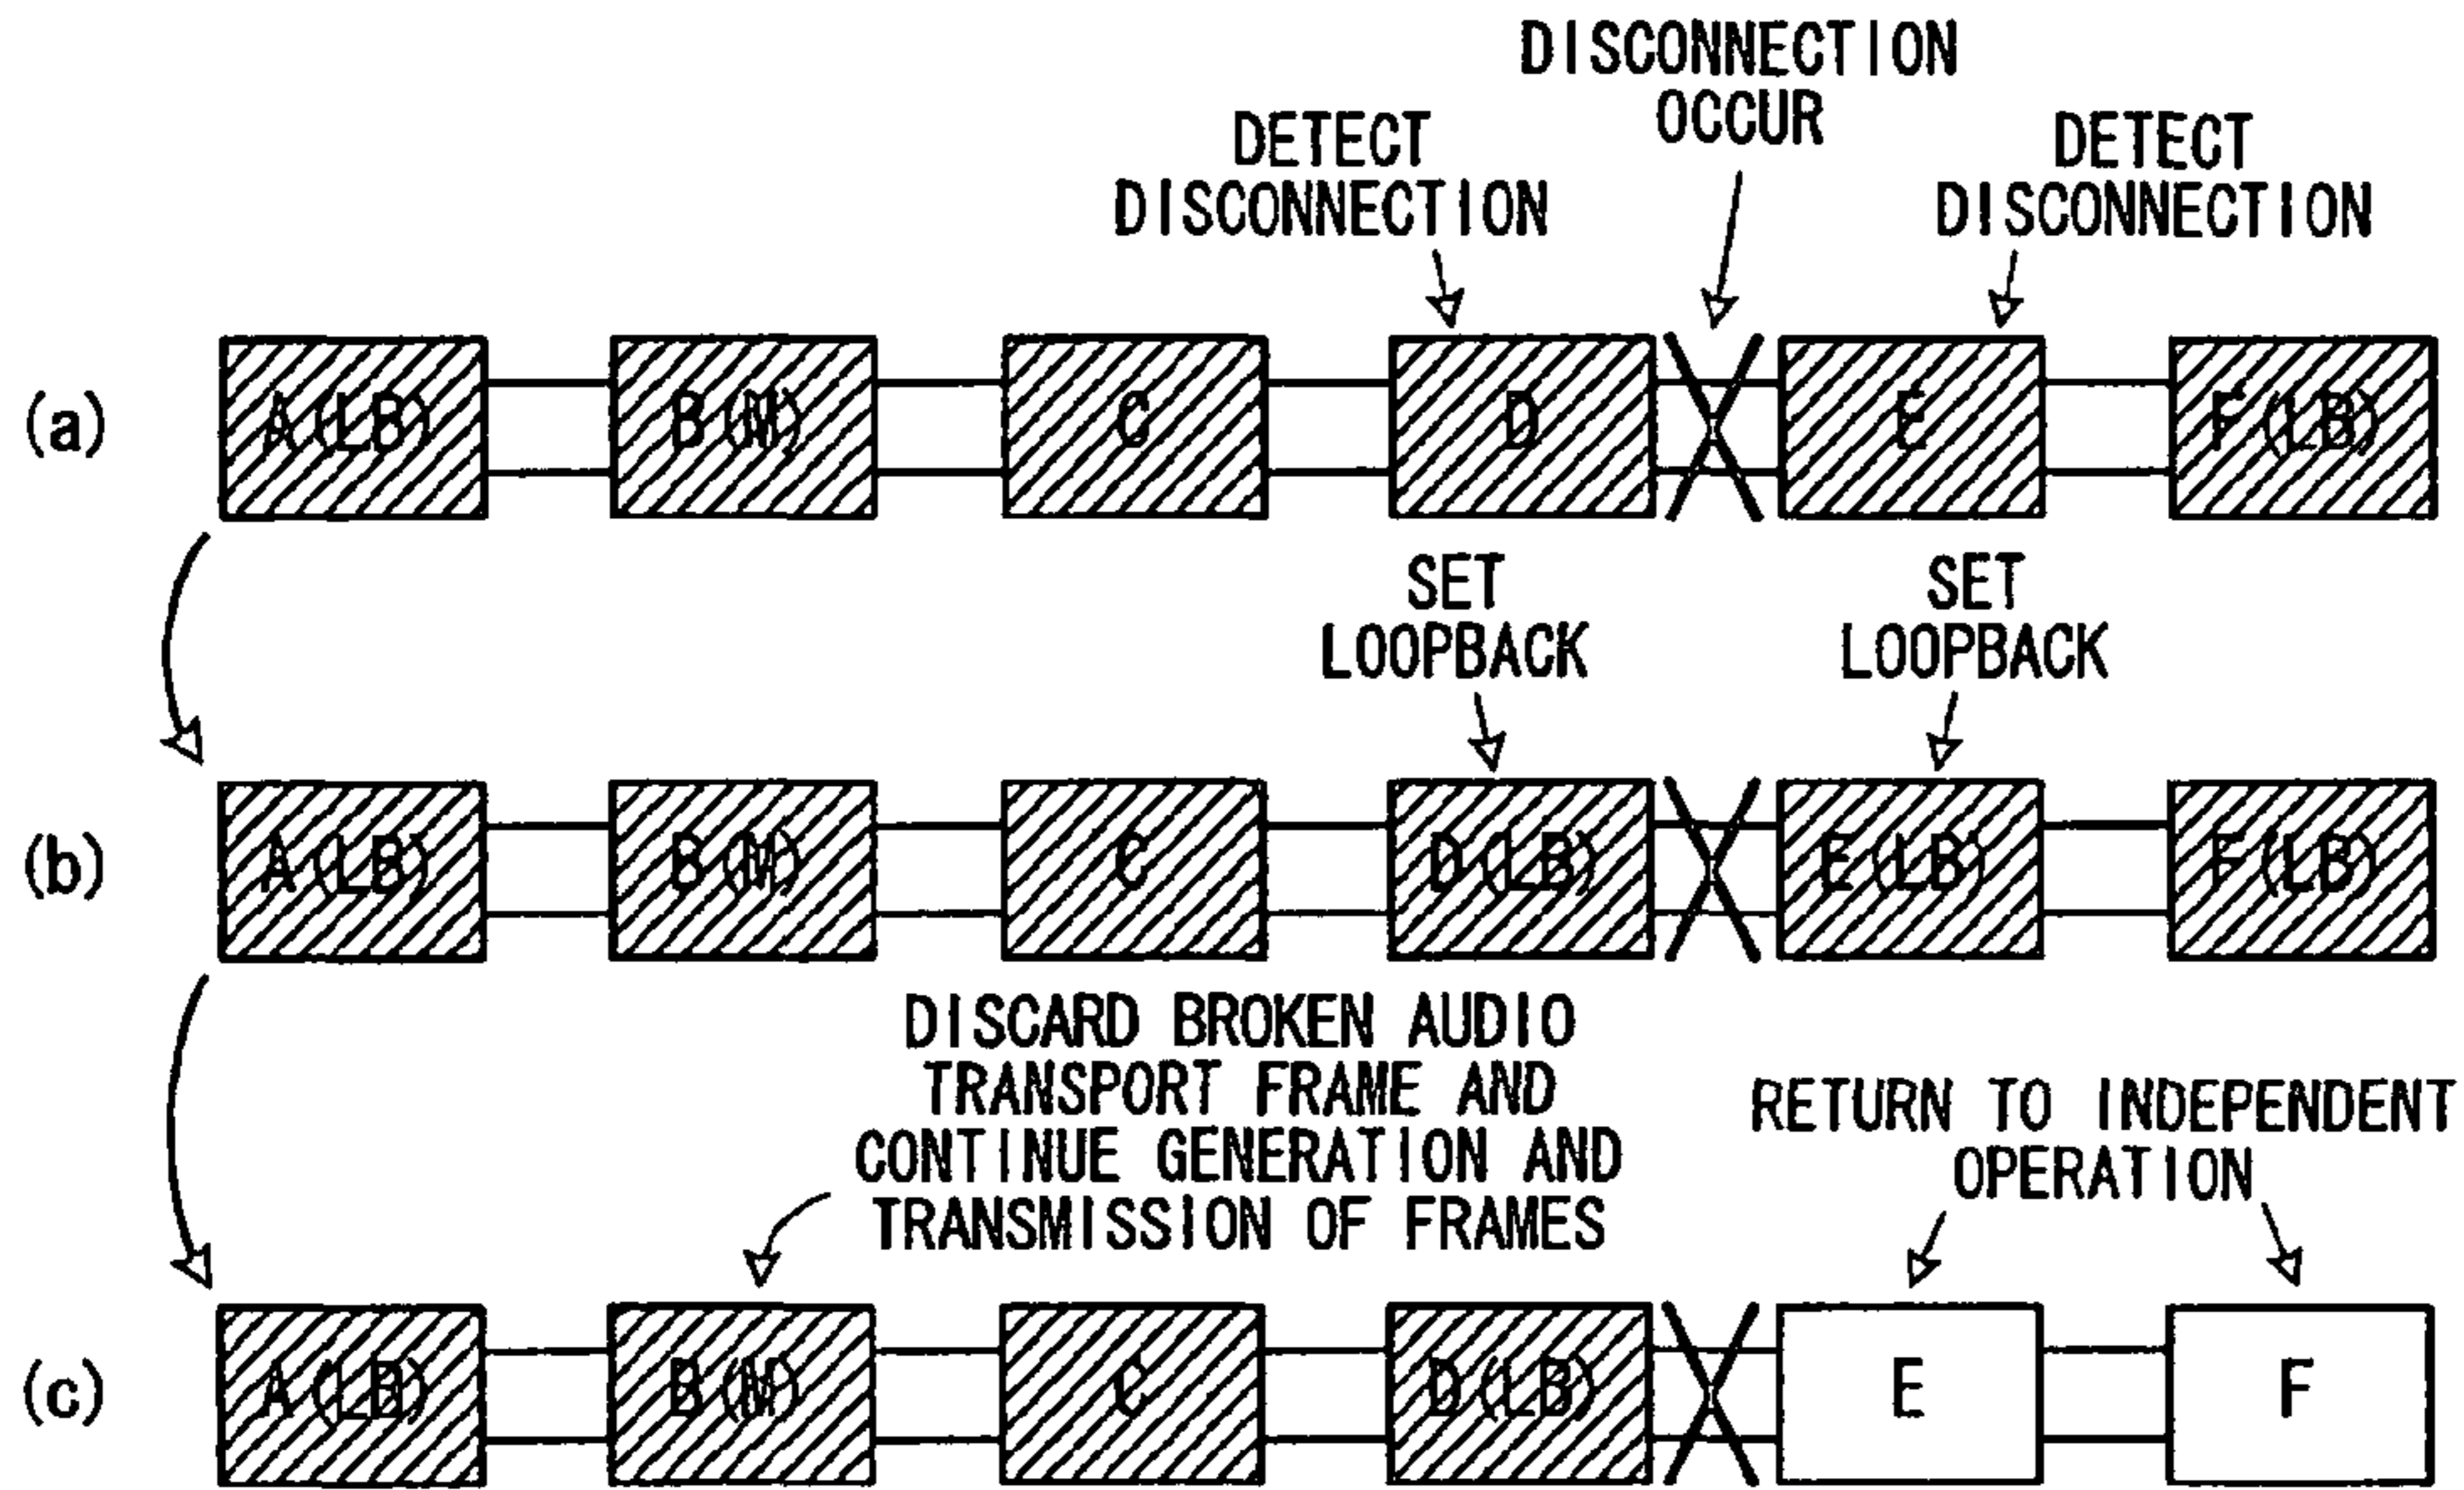 DISCONNECTION
OCCUR
DETECT
DISCONNECTION
DETECT
DISCONNECTION
(a)
A(LB)
B(M)
C
D
E
F(LB)
SET
LOOPBACK
SET
LOOPBACK
(b)
A(LB)
B(M)
C
D(LB)
E(LB)
F(LB)
DISCARD BROKEN AUDIO
TRANSPORT FRAME AND
CONTINUE GENERATION AND
TRANSMISSION OF FRAMES
RETURN TO INDEPENDENT
OPERATION
(c)
A(LB)
B(M)
C
D(LB)
E
F